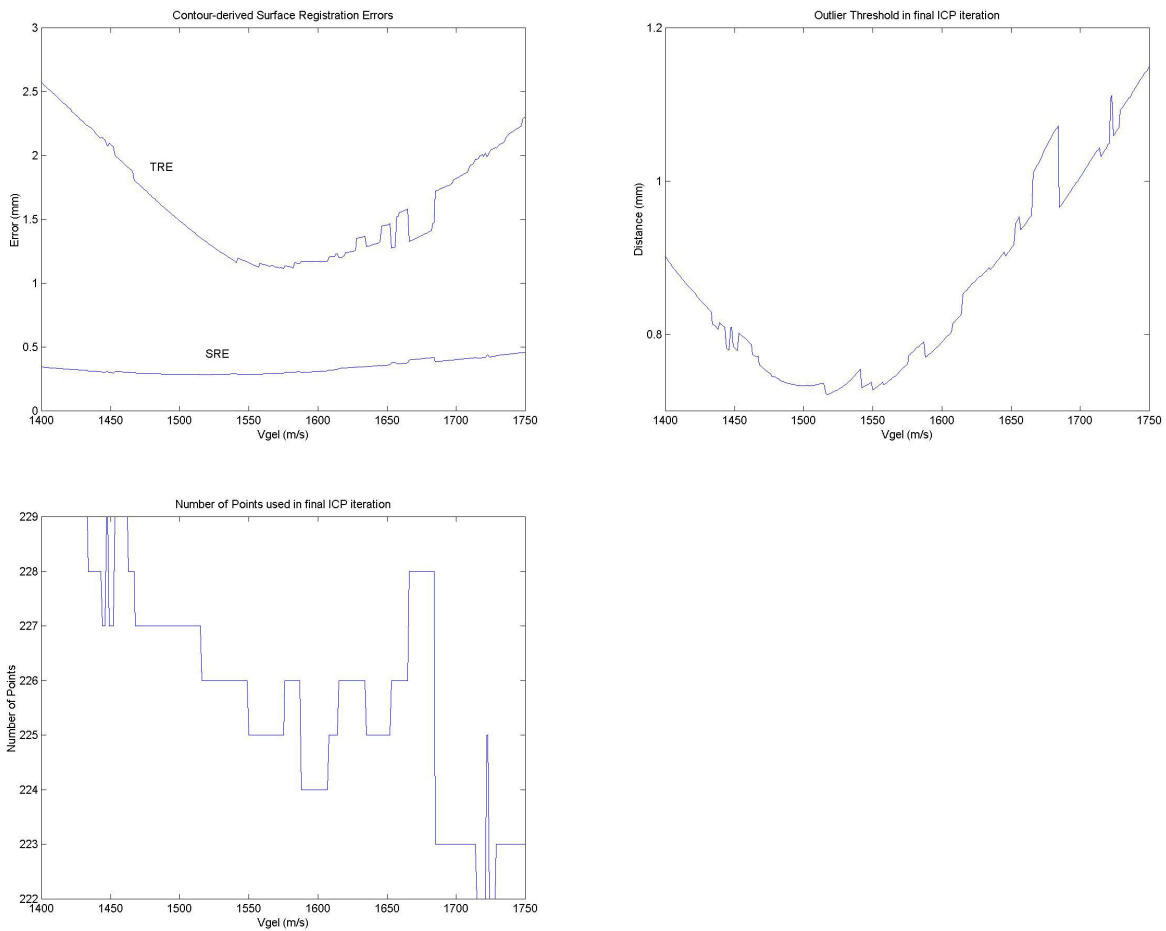 Contour-derived Surface Registration Errors
3
2.5
2
1.5
1
0.5
0
Error (mm)
TRE
SRE
1400 1450 1500 1550 1600 1650 1700 1750
Vgel (m/s)
Outlier Threshold in final ICP iteration
1.2
1
0.8
Distance (mm)
1400 1450 1500 1550 1600 1650 1700 1750
Vgel (m/s)
Number of Points used in final ICP iteration
229
228
227
226
225
224
223
222
Number of Points
1400 1450 1500 1550 1600 1650 1700 1750
Vgel (m/s)